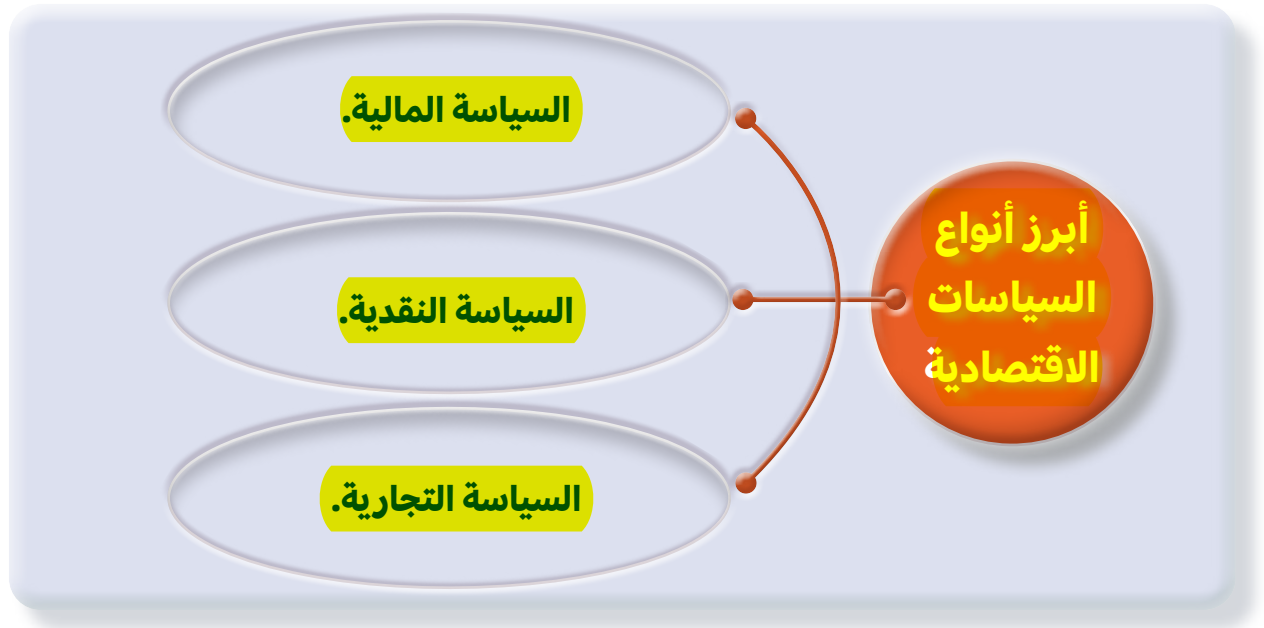 أبرز أنواع
السياسات
الاقتصادية
السياسة المالية.
السياسة النقدية.
السياسة التجارية.